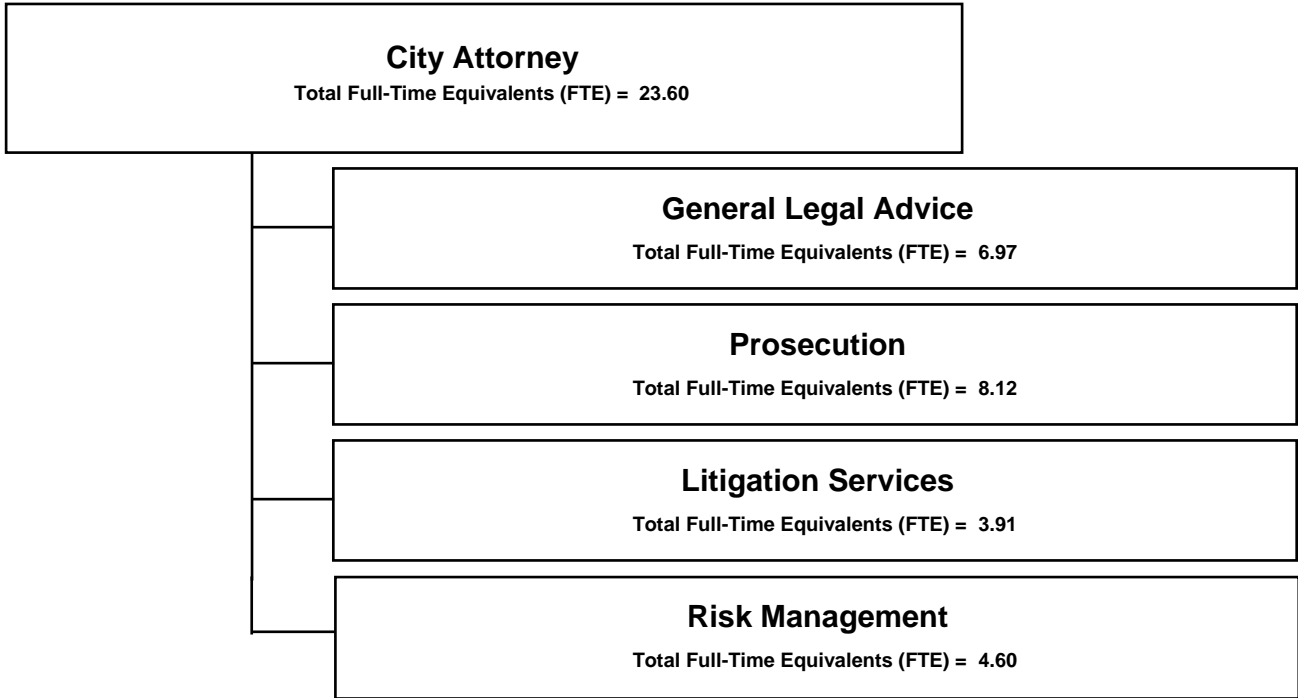 City Attorney
Total Full-Time Equivalents (FTE) = 23.60
General Legal Advice
Total Full-Time Equivalents (FTE) = 6.97
Prosecution
Total Full-Time Equivalents (FTE) = 8.12
Litigation Services
Total Full-Time Equivalents (FTE) = 3.91
Risk Management
Total Full-Time Equivalents (FTE) = 4.60